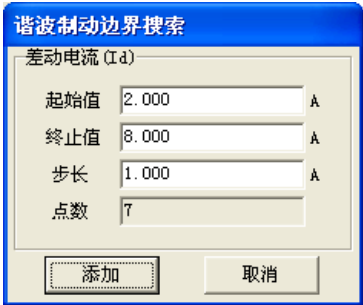 谐波制动边界搜索
差动电流(Id)
起始值 2.000 A
终止值 8.000 A
步长 1.000 A
点数 7
添加 取消